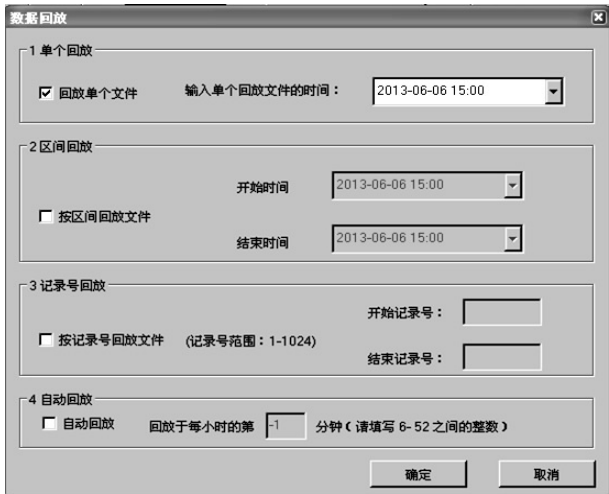 数据回放
1 单个回放
回放单个文件 输入单个回放文件的时间： 2013-06-06 15:00
2 区间回放
开始时间 2013-06-06 15:00
按区间回放文件
结束时间 2013-06-06 15:00
3 记录号回放
开始记录号：
按记录号回放文件 (记录号范围：1-1024)
结束记录号：
4 自动回放
自动回放 回放于每小时的第 -1 分钟（请填写 6-52 之间的整数）
确定 取消